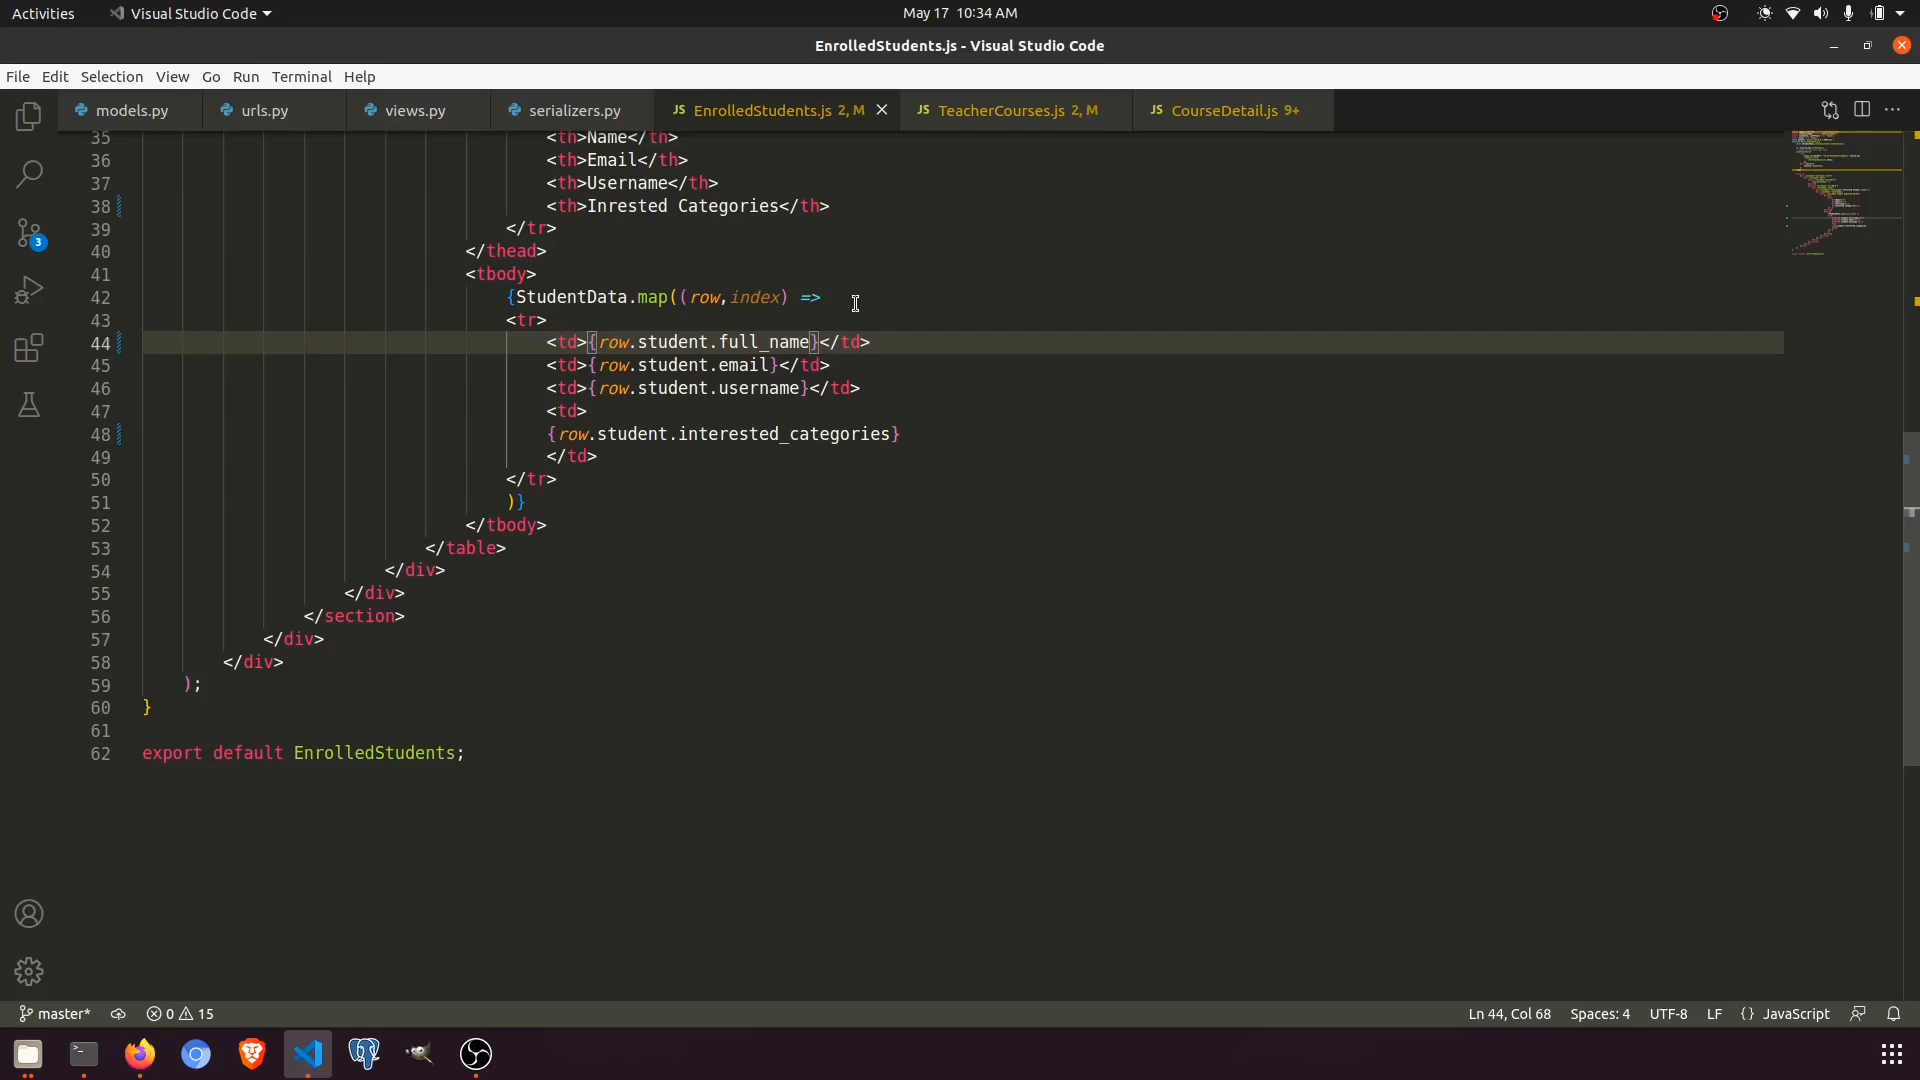 Activities Visual Studio Code May 17 10:34 AM
EnrolledStudents.js - Visual Studio Code
File Edit Selection View Go Run Terminal Help
models.py urls.py views.py serializers.py JS EnrolledStudents.js 2, M JS TeacherCourses.js 2, M JS CourseDetail.js 9+
35 <th>Name</th>
36 <th>Email</th>
37 <th>Username</th>
38 <th>Inrested Categories</th>
39 </tr>
40 </thead>
41 <tbody>
42 {StudentData.map((row,index) =>
43 <tr>
44 <td>{row.student.full_name}</td>
45 <td>{row.student.email}</td>
46 <td>{row.student.username}</td>
47 <td>
48 {row.student.interested_categories}
49 </td>
50 </tr>
51 )}
52 </tbody>
53 </table>
54 </div>
55 </div>
56 </section>
57 </div>
58 </div>
59 );
60 }
61
62 export default EnrolledStudents;
3
master* 0 15 Ln 44, Col 68 Spaces: 4 UTF-8 LF {} JavaScript